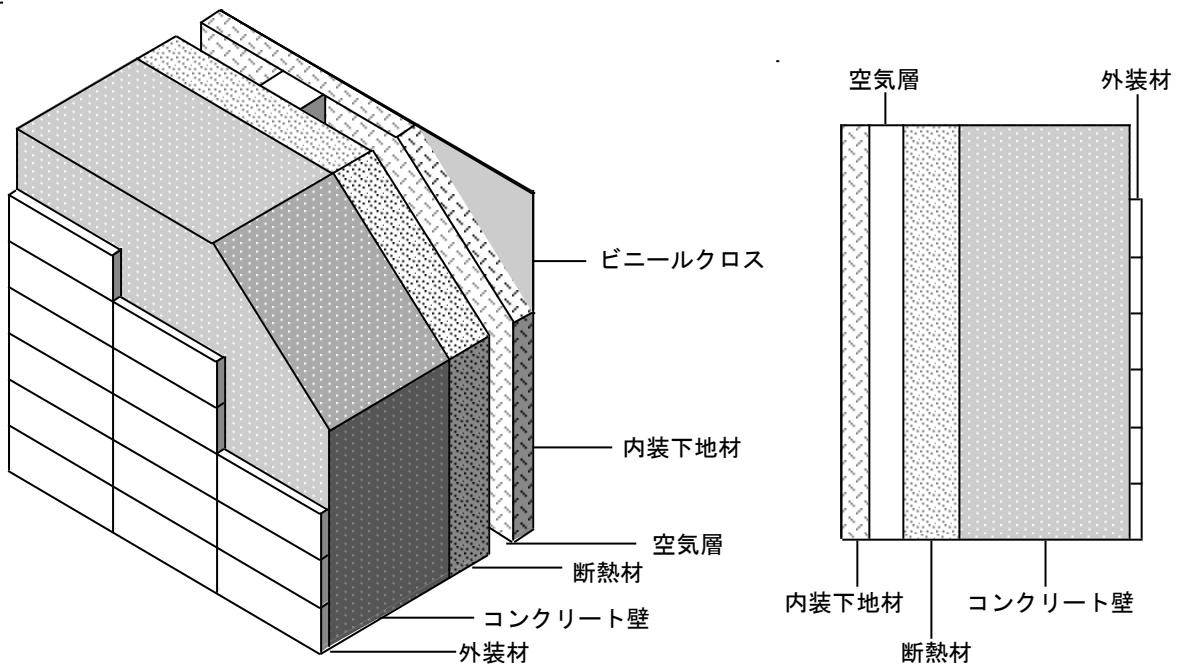 ビニールクロス
内装下地材
空気層
断熱材
コンクリート壁
外装材
空気層
外装材
内装下地材
コンクリート壁
断熱材